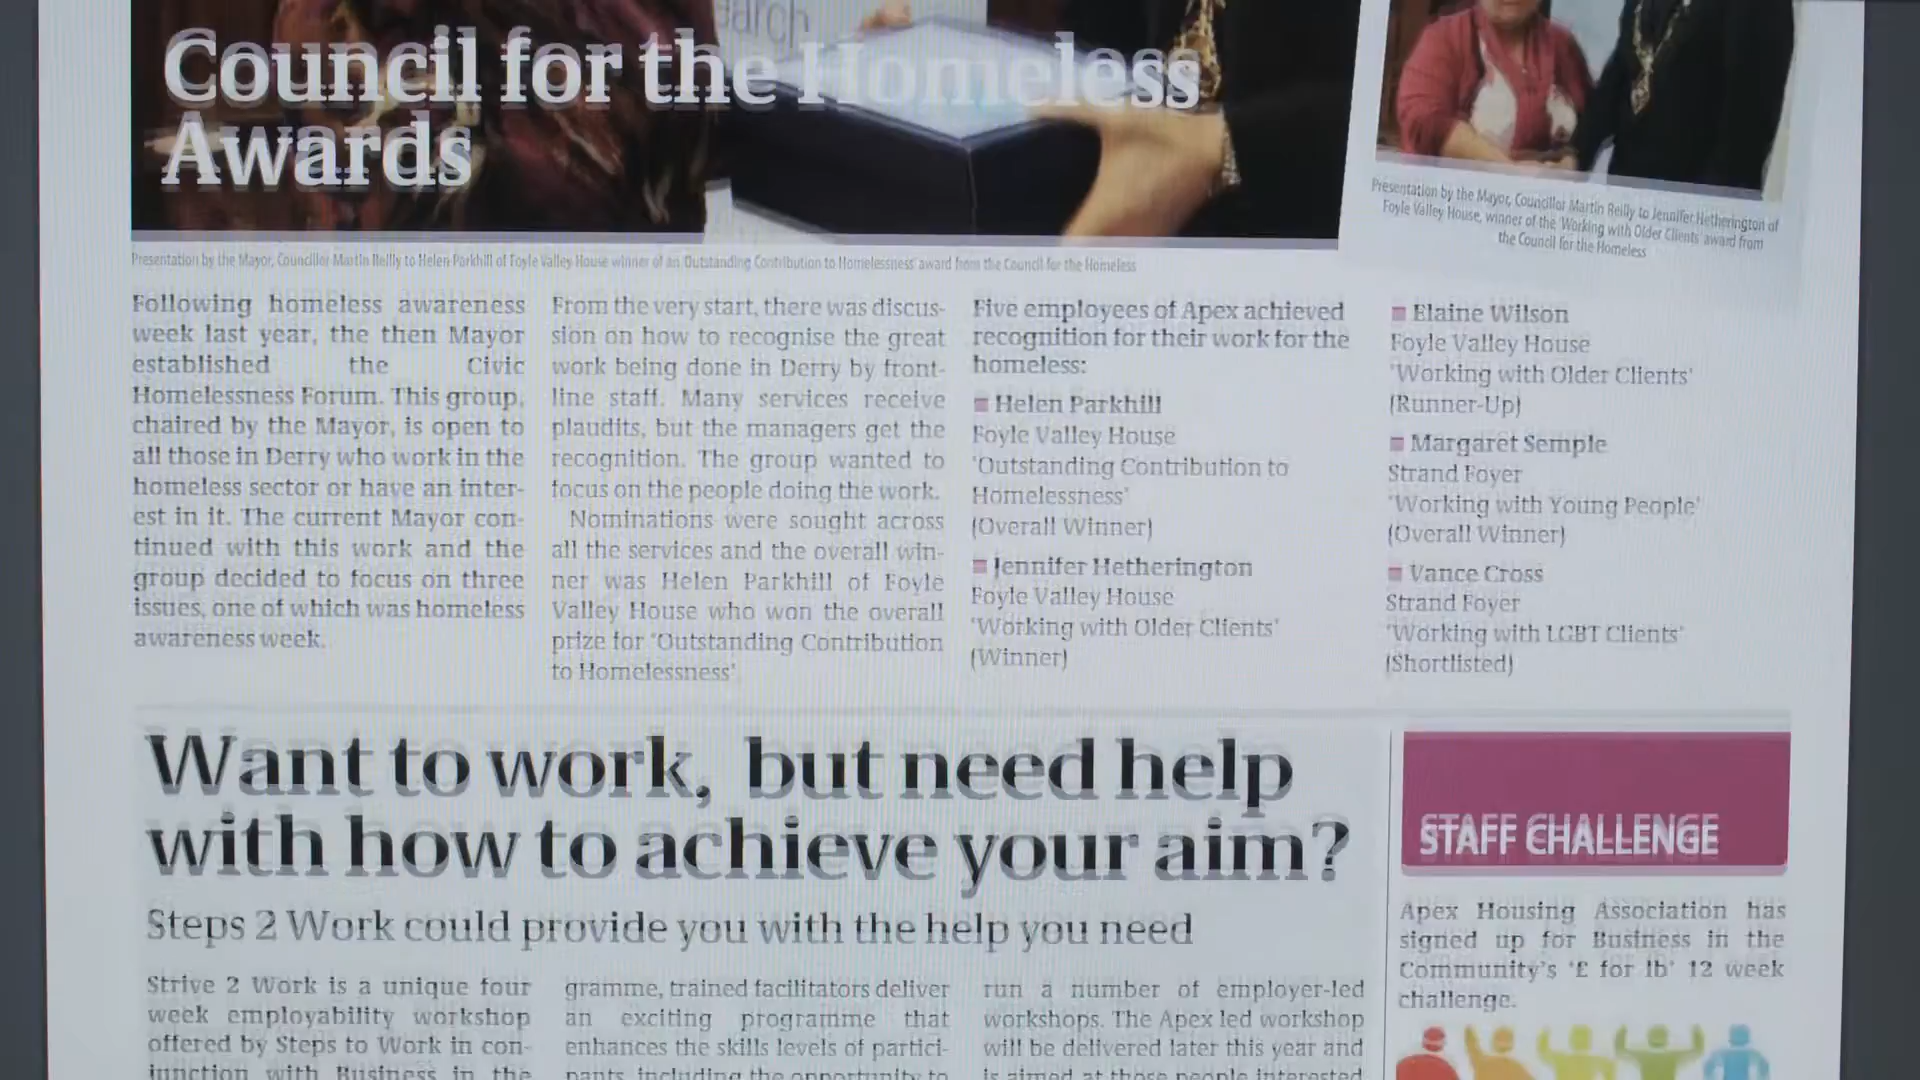 earch
Council for the Homeless
Awards
Presentation by the Mayor, Councillor Martin Reilly to Helen Parkhill of Foyle Valley House winner of an 'Outstanding Contribution to Homelessness' award from the Council for the Homeless
Presentation by the Mayor, Councillor Martin Reilly to Jennifer Hetherington of
Foyle Valley House, winner of the 'Working with Older Clients' award from
the Council for the Homeless
Following homeless awareness
week last year, the then Mayor
established the Civic
Homelessness Forum. This group,
chaired by the Mayor, is open to
all those in Derry who work in the
homeless sector or have an inter-
est in it. The current Mayor con-
tinued with this work and the
group decided to focus on three
issues, one of which was homeless
awareness week.
From the very start, there was discus-
sion on how to recognise the great
work being done in Derry by front-
line staff. Many services receive
plaudits, but the managers get the
recognition. The group wanted to
focus on the people doing the work.
Nominations were sought across
all the services and the overall win-
ner was Helen Parkhill of Foyle
Valley House who won the overall
prize for 'Outstanding Contribution
to Homelessness'.
Five employees of Apex achieved
recognition for their work for the
homeless:
Helen Parkhill
Foyle Valley House
'Outstanding Contribution to
Homelessness'
(Overall Winner)
Jennifer Hetherington
Foyle Valley House
'Working with Older Clients'
(Winner)
Elaine Wilson
Foyle Valley House
'Working with Older Clients'
(Runner-Up)
Margaret Semple
Strand Foyer
'Working with Young People'
(Overall Winner)
Vance Cross
Strand Foyer
'Working with LGBT Clients'
(Shortlisted)
Want to work, but need help
with how to achieve your aim?
Steps 2 Work could provide you with the help you need
Strive 2 Work is a unique four
week employability workshop
offered by Steps to Work in con-
junction with Business in the
gramme, trained facilitators deliver
an exciting programme that
enhances the skills levels of partici-
pants, including the opportunity to
run a number of employer-led
workshops. The Apex led workshop
will be delivered later this year and
is aimed at those people interested
STAFF CHALLENGE
Apex Housing Association has
signed up for Business in the
Community's '£ for lb' 12 week
challenge.